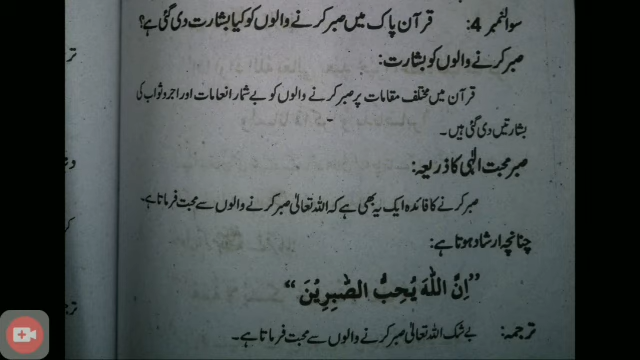 سوال نمبر 4: قرآن پاک میں صبر کرنے والوں کو کیا بشارت دی گئی ہے؟
صبر کرنے والوں کو بشارت:
قرآن میں مختلف مقامات پر صبر کرنے والوں کو بے شمار انعامات اور اجر و ثواب کی
بشارتیں دی گئی ہیں۔
صبر محبت الٰہی کا ذریعہ:
صبر کرنے کا فائدہ ایک یہ بھی ہے کہ اللہ تعالیٰ صبر کرنے والوں سے محبت فرماتا ہے۔
چنانچہ ارشاد ہوتا ہے:
”اِنَّ اللّٰهَ یُحِبُّ الصّٰبِرِیْنَ“
ترجمہ: بے شک اللہ تعالیٰ صبر کرنے والوں سے محبت فرماتا ہے۔